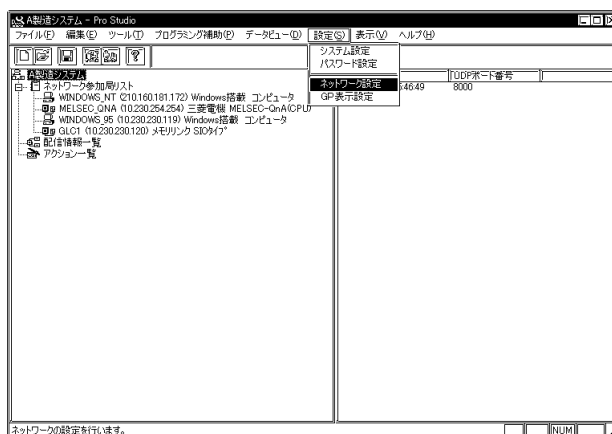 A製造システム - Pro Studio
ファイル(F) 編集(E) ツール(T) プログラミング補助(P) データビュー(D) 設定(S) 表示(V) ヘルプ(H)
システム設定
パスワード設定
ネットワーク設定
GP表示設定
A製造システム
UDPポート番号
ネットワーク参加局リスト
:46:49 8000
WINDOWS_NT (210.160.181.172) Windows搭載 コンピュータ
MELSEC_QNA (10.230.254.254) 三菱電機 MELSEC-QnA(CPU)
WINDOWS_95 (10.230.230.119) Windows搭載 コンピュータ
GLC1 (10.230.230.120) メモリリンク SIOタイプ
配信情報一覧
アクション一覧
ネットワークの設定を行います。
NUM